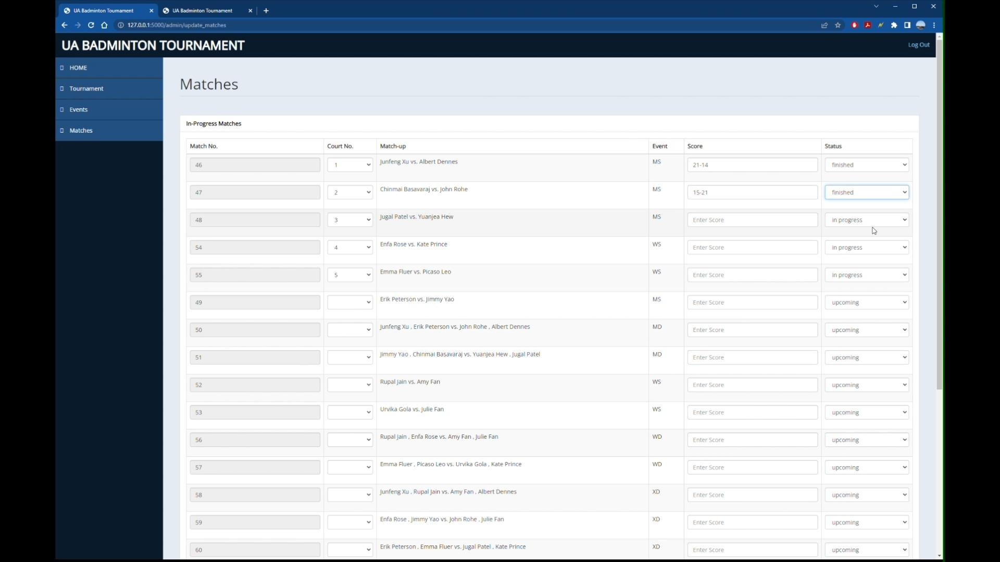 UA Badminton Tournament UA Badminton Tournament
127.0.0.1:5000/admin/update_matches
UA BADMINTON TOURNAMENT Log Out
HOME
Tournament
Events
Matches
Matches
In-Progress Matches
Match No. Court No. Match-up Event Score Status
46 1 Junfeng Xu vs. Albert Dennes MS 21-14 finished
47 2 Chinmai Basavaraj vs. John Rohe MS 15-21 finished
48 3 Jugal Patel vs. Yuanjea Hew MS Enter Score in progress
54 4 Enfa Rose vs. Kate Prince WS Enter Score in progress
55 5 Emma Fluer vs. Picaso Leo WS Enter Score in progress
49 Erik Peterson vs. Jimmy Yao MS Enter Score upcoming
50 Junfeng Xu , Erik Peterson vs. John Rohe , Albert Dennes MD Enter Score upcoming
51 Jimmy Yao , Chinmai Basavaraj vs. Yuanjea Hew , Jugal Patel MD Enter Score upcoming
52 Rupal Jain vs. Amy Fan WS Enter Score upcoming
53 Urvika Gola vs. Julie Fan WS Enter Score upcoming
56 Rupal Jain , Enfa Rose vs. Amy Fan , Julie Fan WD Enter Score upcoming
57 Emma Fluer , Picaso Leo vs. Urvika Gola , Kate Prince WD Enter Score upcoming
58 Junfeng Xu , Rupal Jain vs. Amy Fan , Albert Dennes XD Enter Score upcoming
59 Enfa Rose , Jimmy Yao vs. John Rohe , Julie Fan XD Enter Score upcoming
60 Erik Peterson , Emma Fluer vs. Jugal Patel , Kate Prince XD Enter Score upcoming